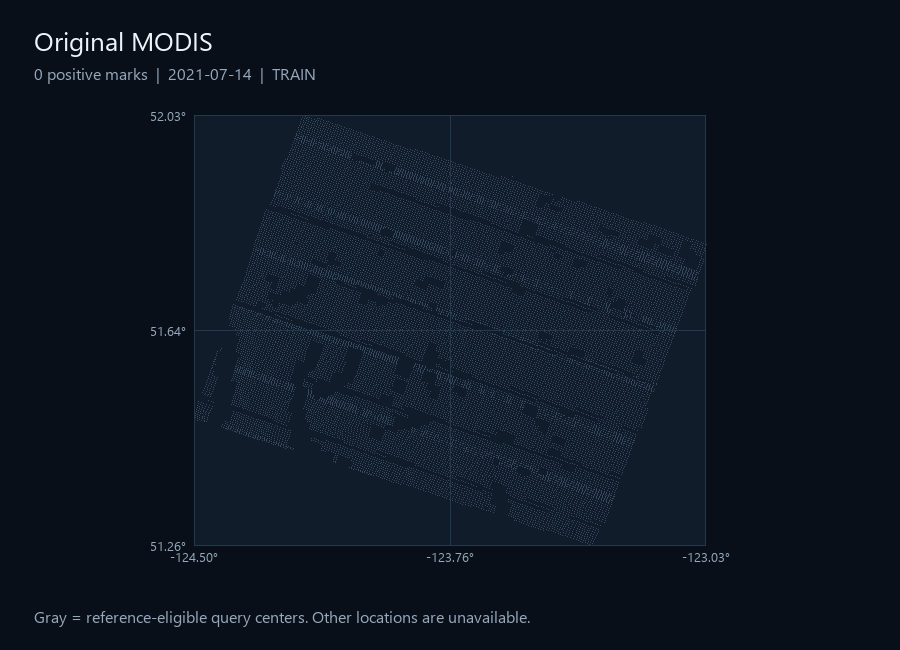 Original MODIS
0 positive marks | 2021-07-14 | TRAIN
52.03°
51.64°
51.26°
-124.50° -123.76° -123.03°
Gray = reference-eligible query centers. Other locations are unavailable.